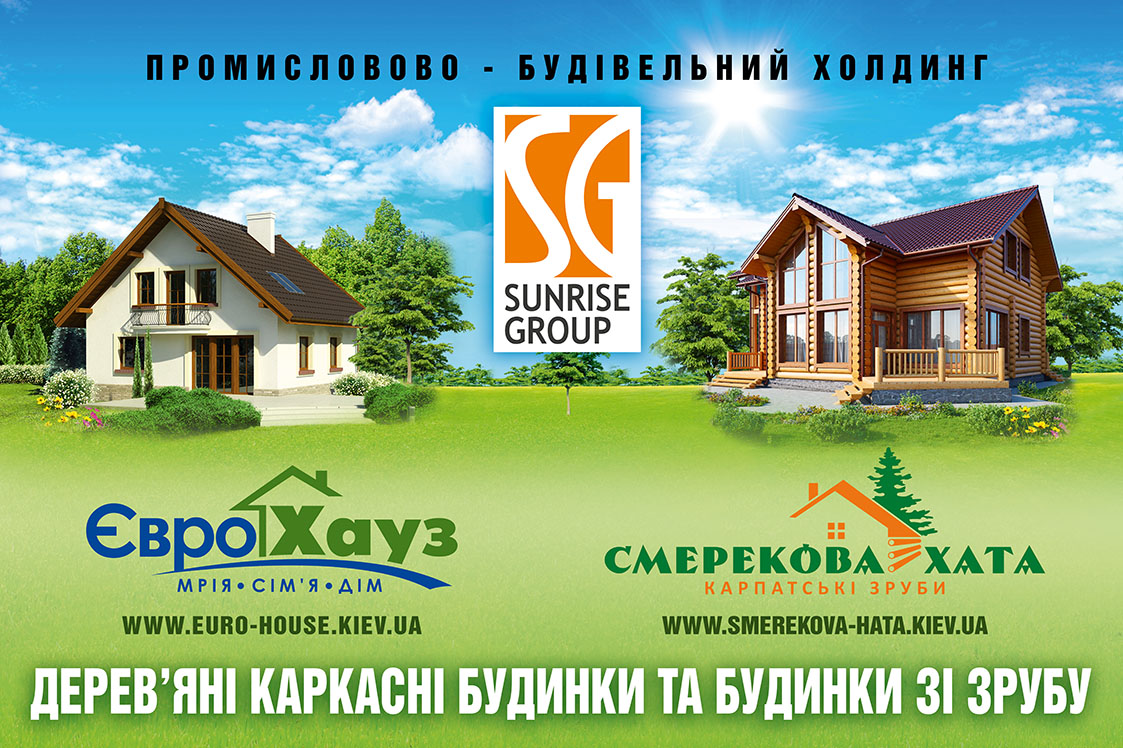 ПРОМИСЛОВОВО - БУДІВЕЛЬНИЙ ХОЛДИНГ
SG
SUNRISE
GROUP
ЄвроХауз
МРІЯ • СІМ'Я • ДІМ
WWW.EURO-HOUSE.KIEV.UA
СМЕРЕКОВА ХАТА
КАРПАТСЬКІ ЗРУБИ
WWW.SMEREKOVA-HATA.KIEV.UA
ДЕРЕВ’ЯНІ КАРКАСНІ БУДИНКИ ТА БУДИНКИ ЗІ ЗРУБУ